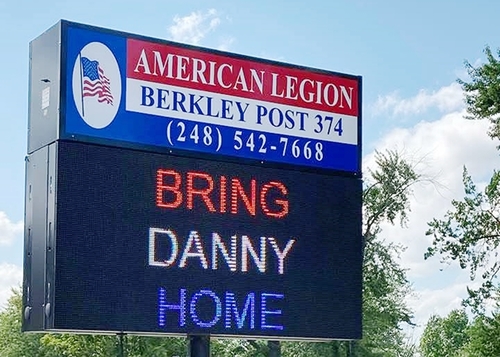 AMERICAN LEGION
BERKLEY POST 374
(248) 542-7668
BRING
DANNY
HOME